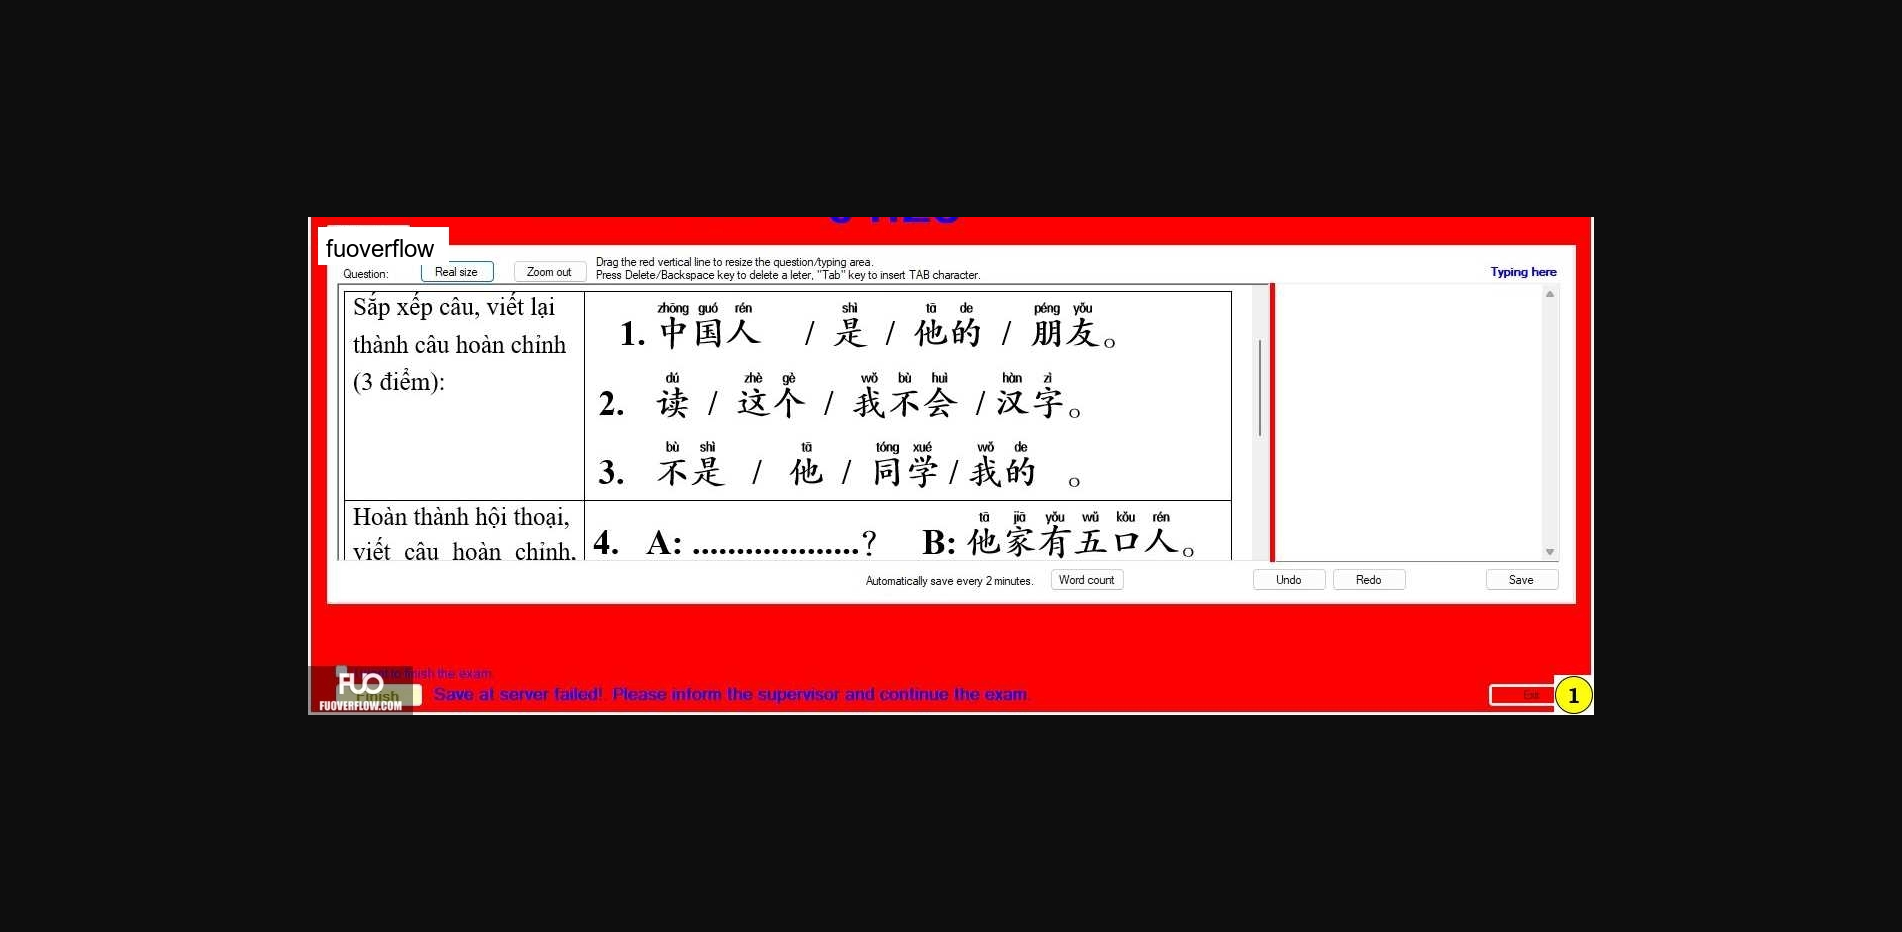 fuoverflow
Question:
Real size
Zoom out
Drag the red vertical line to resize the question/typing area.
Press Delete/Backspace key to delete a leter, "Tab" key to insert TAB character.
Typing here
Sắp xếp câu, viết lại
thành câu hoàn chỉnh
(3 điểm):
zhōng guó rén shì tā de péng yǒu
1. 中国人 / 是 / 他的 / 朋友。
dú zhè gè wǒ bù huì hàn zì
2. 读 / 这个 / 我不会 / 汉字。
bù shì tā tóng xué wǒ de
3. 不是 / 他 / 同学 / 我的 。
Hoàn thành hội thoại,
viết câu hoàn chỉnh,
tā jiā yǒu wǔ kǒu rén
4. A: ...................? B: 他家有五口人。
Automatically save every 2 minutes.
Word count
Undo
Redo
Save
to finish the exam.
FUO
Finish
FUOVERFLOW.COM
Save at server failed!. Please inform the supervisor and continue the exam.
Exit
1